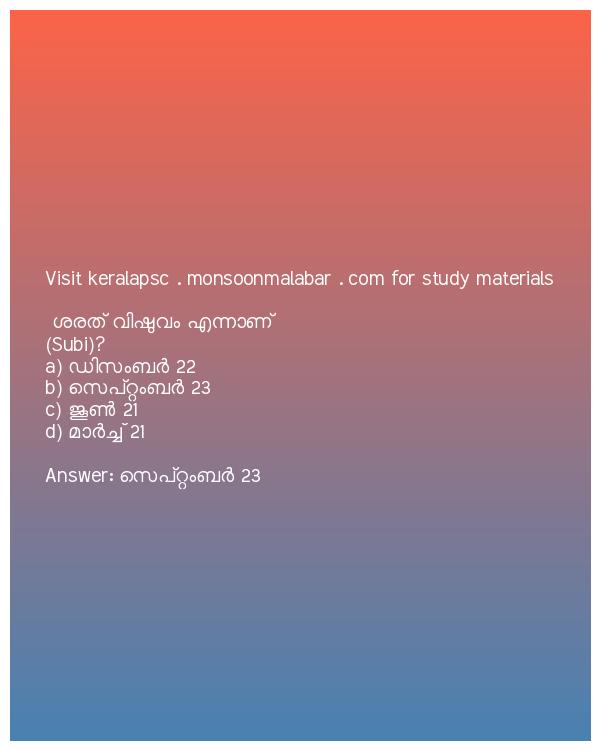 Visit keralapsc . monsoonmalabar . com for study materials
ശരത് വിഷുവം എന്നാണ്
(Subi)?
a) ഡിസംബർ 22
b) സെപ്റ്റംബർ 23
c) ജൂൺ 21
d) മാർച്ച് 21
Answer: സെപ്റ്റംബർ 23